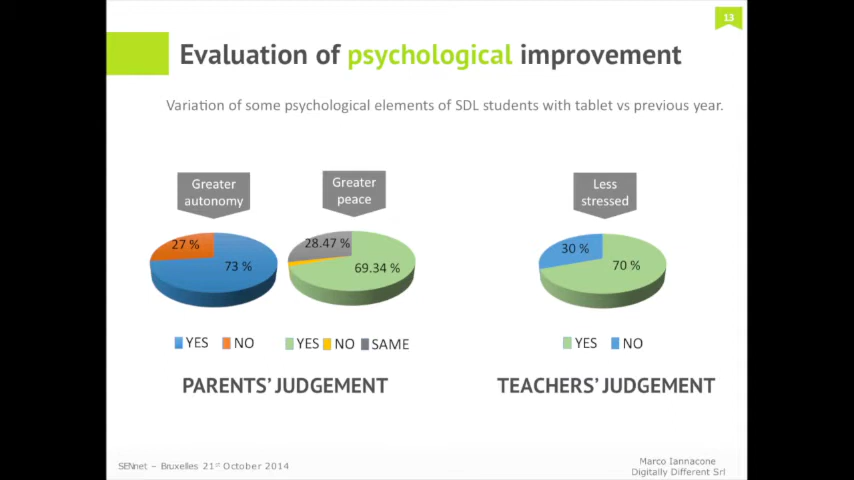 13
Evaluation of psychological improvement
Variation of some psychological elements of SDL students with tablet vs previous year.
Greater
autonomy
Greater
peace
Less
stressed
27 %
73 %
28.47 %
69.34 %
30 %
70 %
YES NO
YES NO SAME
YES NO
PARENTS’ JUDGEMENT
TEACHERS’ JUDGEMENT
SENnet – Bruxelles 21st October 2014
Marco Iannacone
Digitally Different Srl